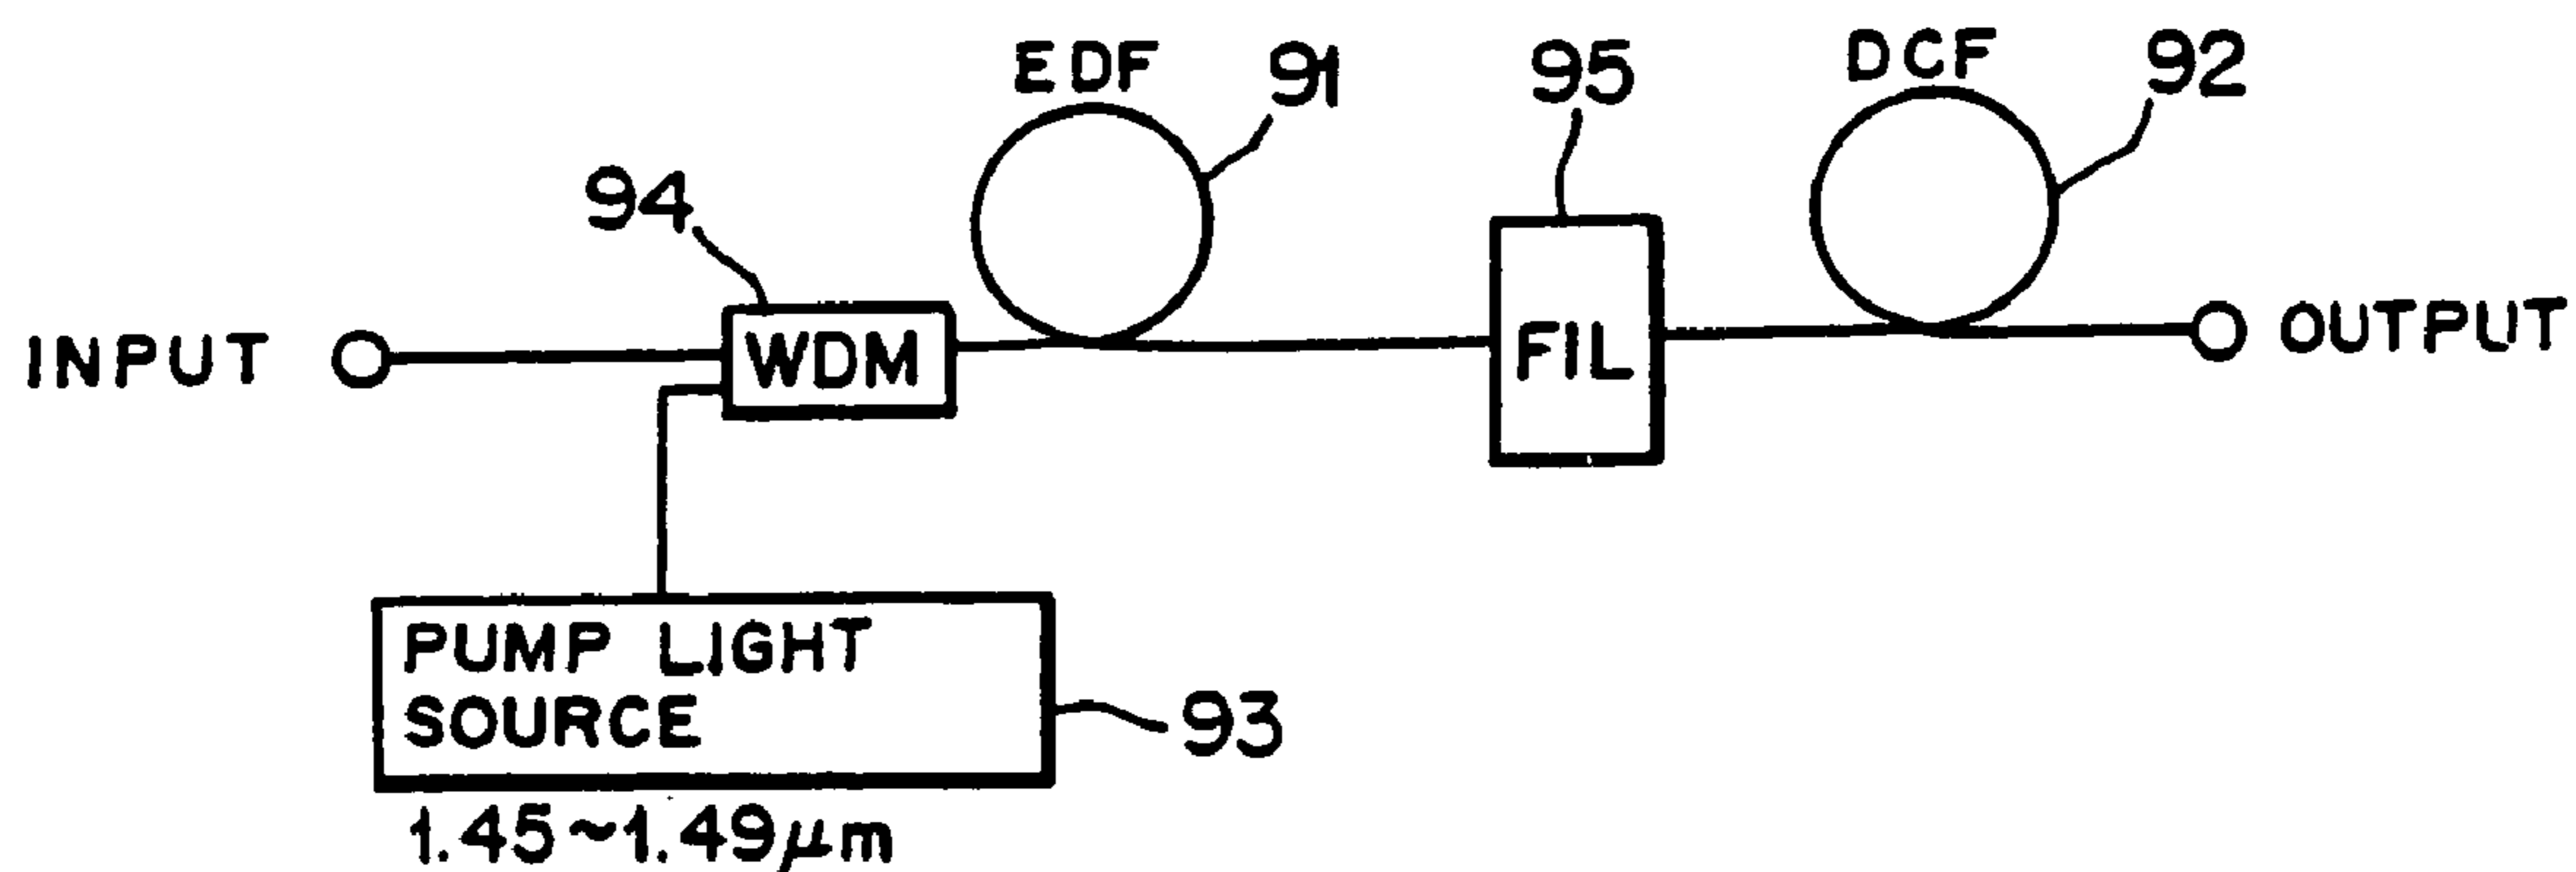 EDF 91 95 DCF 92
94
INPUT WDM FIL OUTPUT
PUMP LIGHT
SOURCE
93
1.45~1.49μm